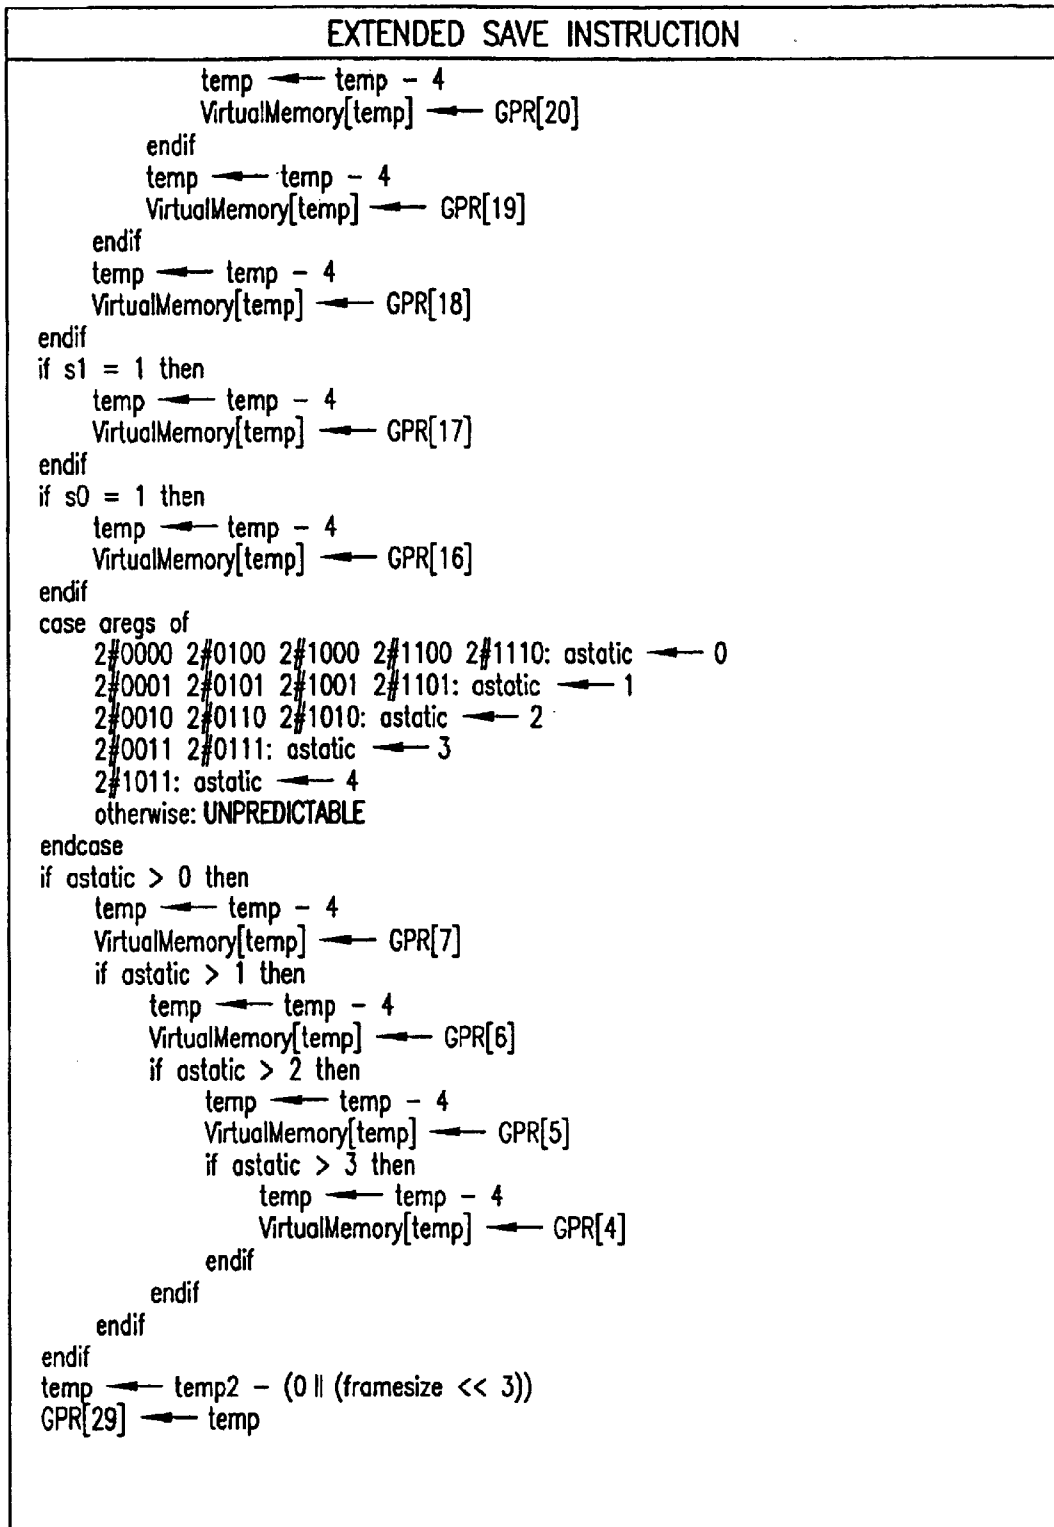 EXTENDED SAVE INSTRUCTION
temp ← temp - 4
VirtualMemory[temp] ← GPR[20]
endif
temp ← temp - 4
VirtualMemory[temp] ← GPR[19]
endif
temp ← temp - 4
VirtualMemory[temp] ← GPR[18]
endif
if s1 = 1 then
temp ← temp - 4
VirtualMemory[temp] ← GPR[17]
endif
if s0 = 1 then
temp ← temp - 4
VirtualMemory[temp] ← GPR[16]
endif
case aregs of
2#0000 2#0100 2#1000 2#1100 2#1110: astatic ← 0
2#0001 2#0101 2#1001 2#1101: astatic ← 1
2#0010 2#0110 2#1010: astatic ← 2
2#0011 2#0111: astatic ← 3
2#1011: astatic ← 4
otherwise: UNPREDICTABLE
endcase
if astatic > 0 then
temp ← temp - 4
VirtualMemory[temp] ← GPR[7]
if astatic > 1 then
temp ← temp - 4
VirtualMemory[temp] ← GPR[6]
if astatic > 2 then
temp ← temp - 4
VirtualMemory[temp] ← GPR[5]
if astatic > 3 then
temp ← temp - 4
VirtualMemory[temp] ← GPR[4]
endif
endif
endif
endif
temp ← temp2 - (0 || (framesize << 3))
GPR[29] ← temp